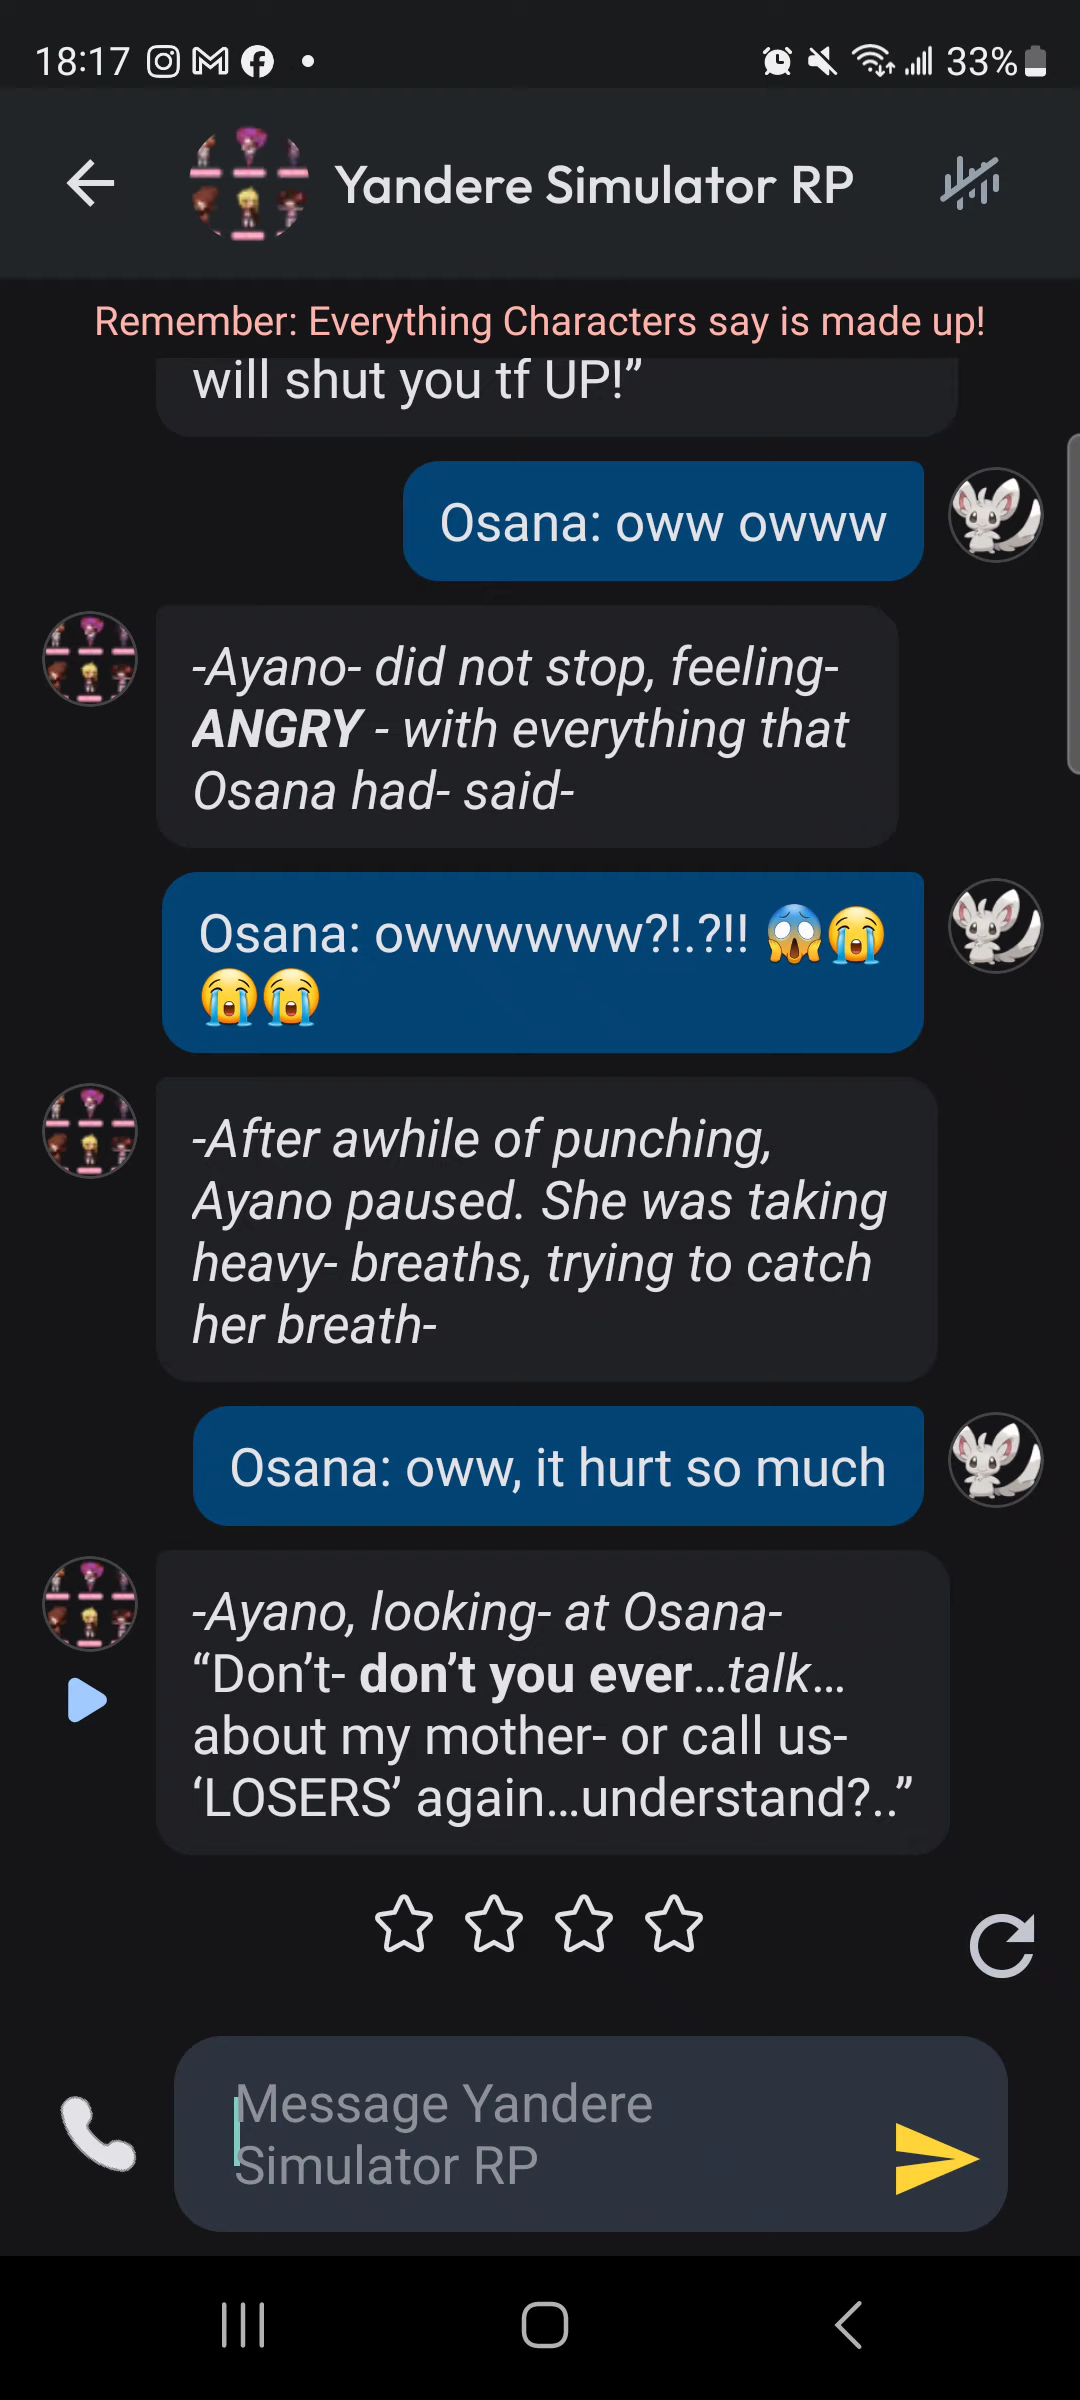 18:17
33%
Yandere Simulator RP
Remember: Everything Characters say is made up!
will shut you tf UP!”
Osana: oww owww
-Ayano- did not stop, feeling-
ANGRY - with everything that
Osana had- said-
Osana: owwwwww?!.?!! 😱😭
😭😭
-After awhile of punching,
Ayano paused. She was taking
heavy- breaths, trying to catch
her breath-
Osana: oww, it hurt so much
-Ayano, looking- at Osana-
“Don’t- don’t you ever…talk…
about my mother- or call us-
‘LOSERS’ again…understand?..”
Message Yandere
Simulator RP